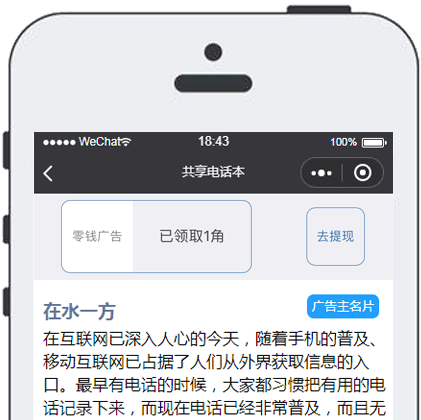 WeChat 18:43 100%
共享电话本
零钱广告 已领取1角 去提现
在水一方 广告主名片
在互联网已深入人心的今天，随着手机的普及、
移动互联网已占据了人们从外界获取信息的入
口。最早有电话的时候，大家都习惯把有用的电
话记录下来，而现在电话已经非常普及，而且无